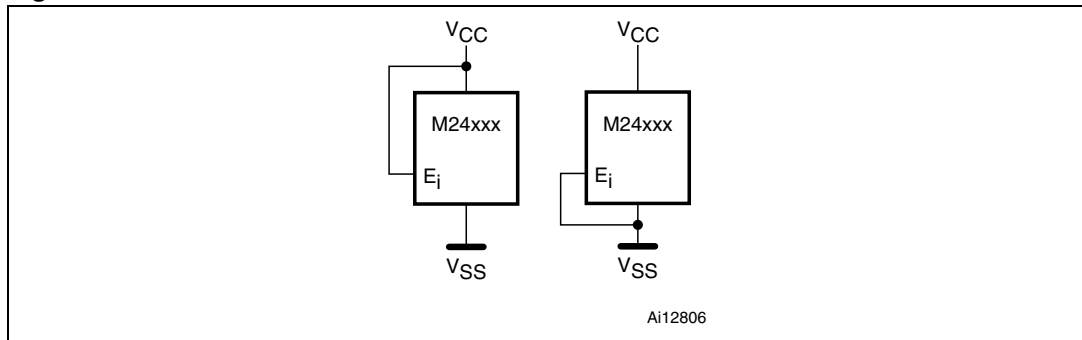 VCC VCC
M24xxx M24xxx
Ei Ei
VSS VSS
Ai12806